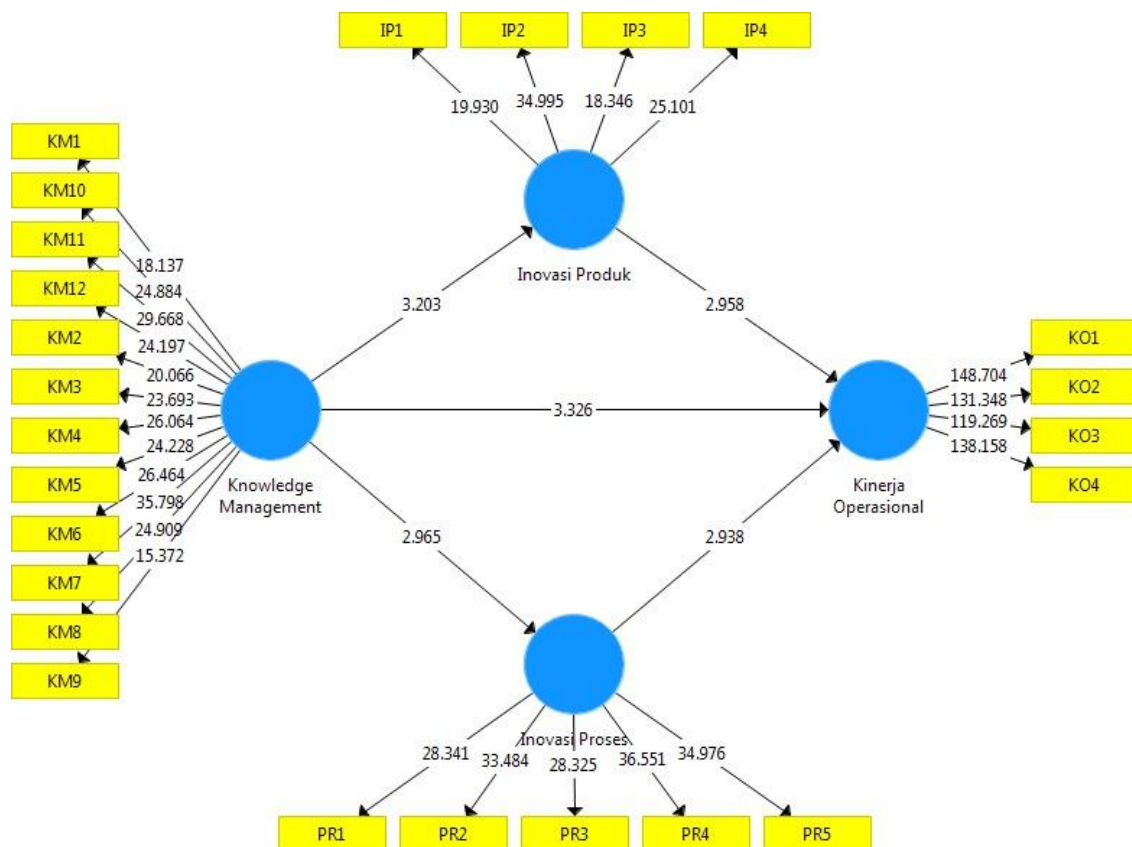 IP1 IP2 IP3 IP4
19.930 34.995 18.346 25.101
Inovasi Produk
KM1
KM10
KM11
KM12
KM2
KM3
KM4
KM5
KM6
KM7
KM8
KM9
18.137
24.884
29.668
24.197
20.066
23.693
26.064
24.228
26.464
35.798
24.909
15.372
Knowledge
Management
3.203
2.958
3.326
2.965
2.938
148.704
131.348
119.269
138.158
KO1
KO2
KO3
KO4
Kinerja
Operasional
Inovasi Proses
28.341 33.484 28.325 36.551 34.976
PR1 PR2 PR3 PR4 PR5